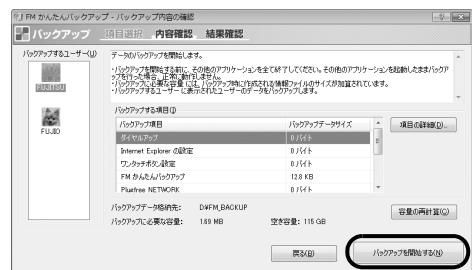 FM かんたんバックアップ - バックアップ内容の確認
バックアップ 項目選択 内容確認 結果確認
バックアップするユーザー(U)
FUJITSU
FUJIO
データのバックアップを開始します。
・バックアップを開始する前に、その他のアプリケーションを全て終了してください。その他のアプリケーションを起動したままバックアップを行った場合、正常に動作しません。
・バックアップに必要な容量 には、バックアップ時に作成される情報ファイルのサイズが加算されています。
・バックアップするユーザー に表示されたユーザーのデータをバックアップします。
バックアップする項目(I)
バックアップ項目 バックアップデータサイズ
ダイヤルアップ 0 バイト
Internet Explorer の設定 0 バイト
ワンタッチボタン設定 0 バイト
FM かんたんバックアップ 12.8 KB
Plugfree NETWORK 0 バイト
項目の詳細(D)...
バックアップデータ格納先: D:¥FM_BACKUP
バックアップに必要な容量: 1.69 MB 空き容量: 115 GB
容量の再計算(C)
戻る(B)
バックアップを開始する(N)